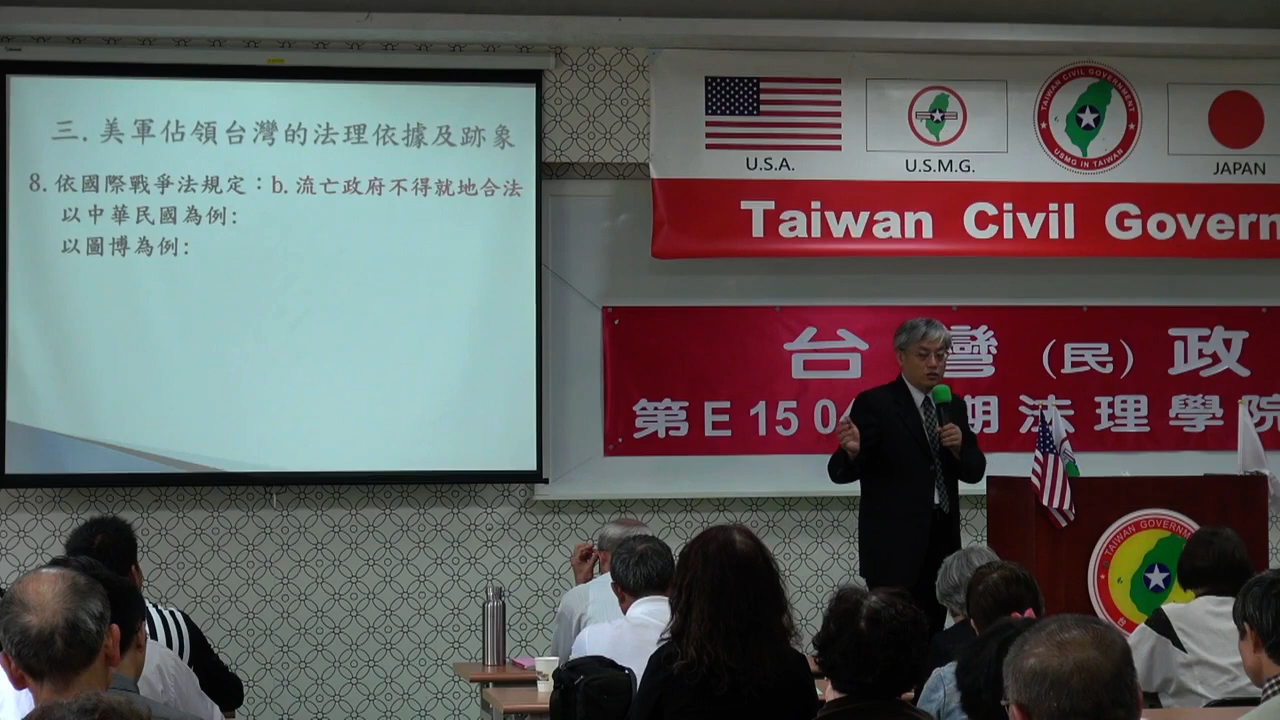 三. 美軍佔領台灣的法理依據及跡象
8. 依國際戰爭法規定：b. 流亡政府不得就地合法
以中華民國為例:
以圖博為例:
U.S.A.
U.S.M.G.
TAIWAN CIVIL GOVERNMENT
USMG IN TAIWAN
JAPAN
Taiwan Civil Govern
台灣（民）政
第E150 期法理學院
TAIWAN GOVERNM